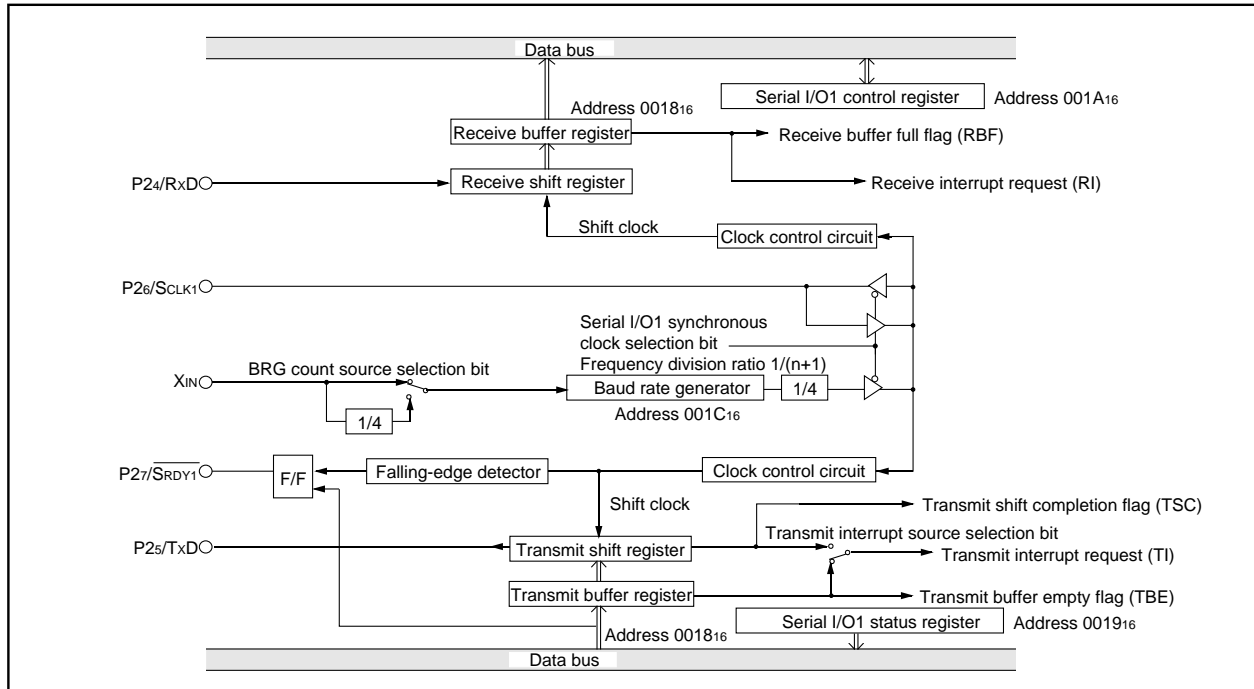 Data bus
Serial I/O1 control register
Address 001A16
Address 001816
Receive buffer register
Receive buffer full flag (RBF)
P24/RXD
Receive shift register
Receive interrupt request (RI)
Shift clock
Clock control circuit
P26/SCLK1
Serial I/O1 synchronous
clock selection bit
Frequency division ratio 1/(n+1)
BRG count source selection bit
XIN
Baud rate generator
1/4
1/4
Address 001C16
P27/SRDY1
F/F
Falling-edge detector
Clock control circuit
Shift clock
Transmit shift completion flag (TSC)
Transmit interrupt source selection bit
P25/TXD
Transmit shift register
Transmit interrupt request (TI)
Transmit buffer register
Transmit buffer empty flag (TBE)
Address 001816
Serial I/O1 status register
Address 001916
Data bus